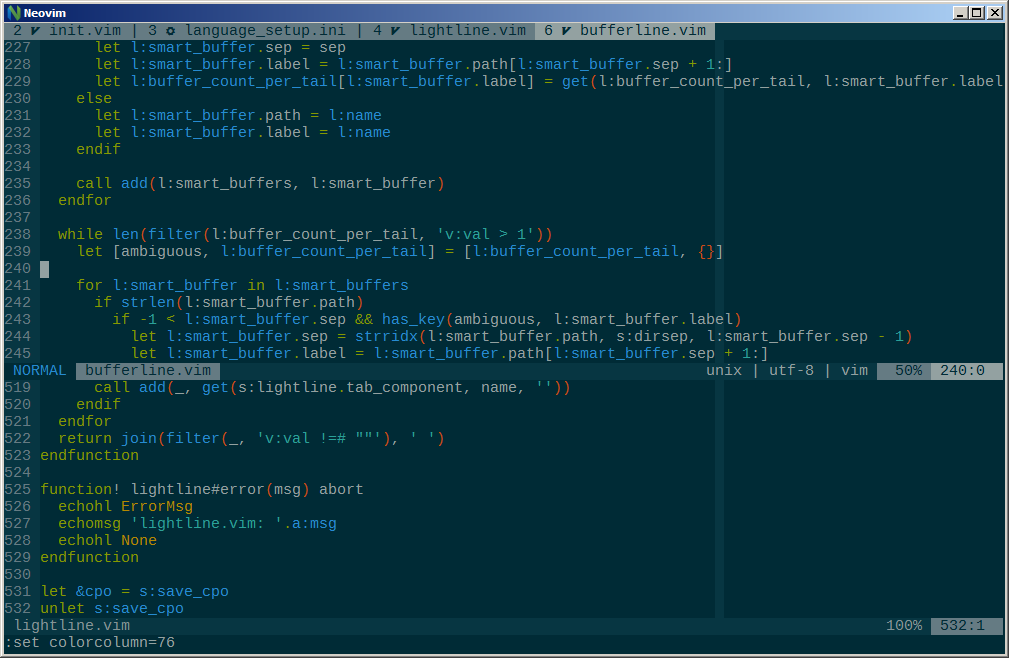 Neovim
2 init.vim | 3 language_setup.ini | 4 lightline.vim 6 bufferline.vim
227 let l:smart_buffer.sep = sep
228 let l:smart_buffer.label = l:smart_buffer.path[l:smart_buffer.sep + 1:]
229 let l:buffer_count_per_tail[l:smart_buffer.label] = get(l:buffer_count_per_tail, l:smart_buffer.label
230 else
231 let l:smart_buffer.path = l:name
232 let l:smart_buffer.label = l:name
233 endif
234
235 call add(l:smart_buffers, l:smart_buffer)
236 endfor
237
238 while len(filter(l:buffer_count_per_tail, 'v:val > 1'))
239 let [ambiguous, l:buffer_count_per_tail] = [l:buffer_count_per_tail, {}]
240
241 for l:smart_buffer in l:smart_buffers
242 if strlen(l:smart_buffer.path)
243 if -1 < l:smart_buffer.sep && has_key(ambiguous, l:smart_buffer.label)
244 let l:smart_buffer.sep = strridx(l:smart_buffer.path, s:dirsep, l:smart_buffer.sep - 1)
245 let l:smart_buffer.label = l:smart_buffer.path[l:smart_buffer.sep + 1:]
NORMAL bufferline.vim unix | utf-8 | vim 50% 240:0
519 call add(_, get(s:lightline.tab_component, name, ''))
520 endif
521 endfor
522 return join(filter(_, 'v:val !=# ""'), ' ')
523 endfunction
524
525 function! lightline#error(msg) abort
526 echohl ErrorMsg
527 echomsg 'lightline.vim: '.a:msg
528 echohl None
529 endfunction
530
531 let &cpo = s:save_cpo
532 unlet s:save_cpo
lightline.vim 100% 532:1
:set colorcolumn=76